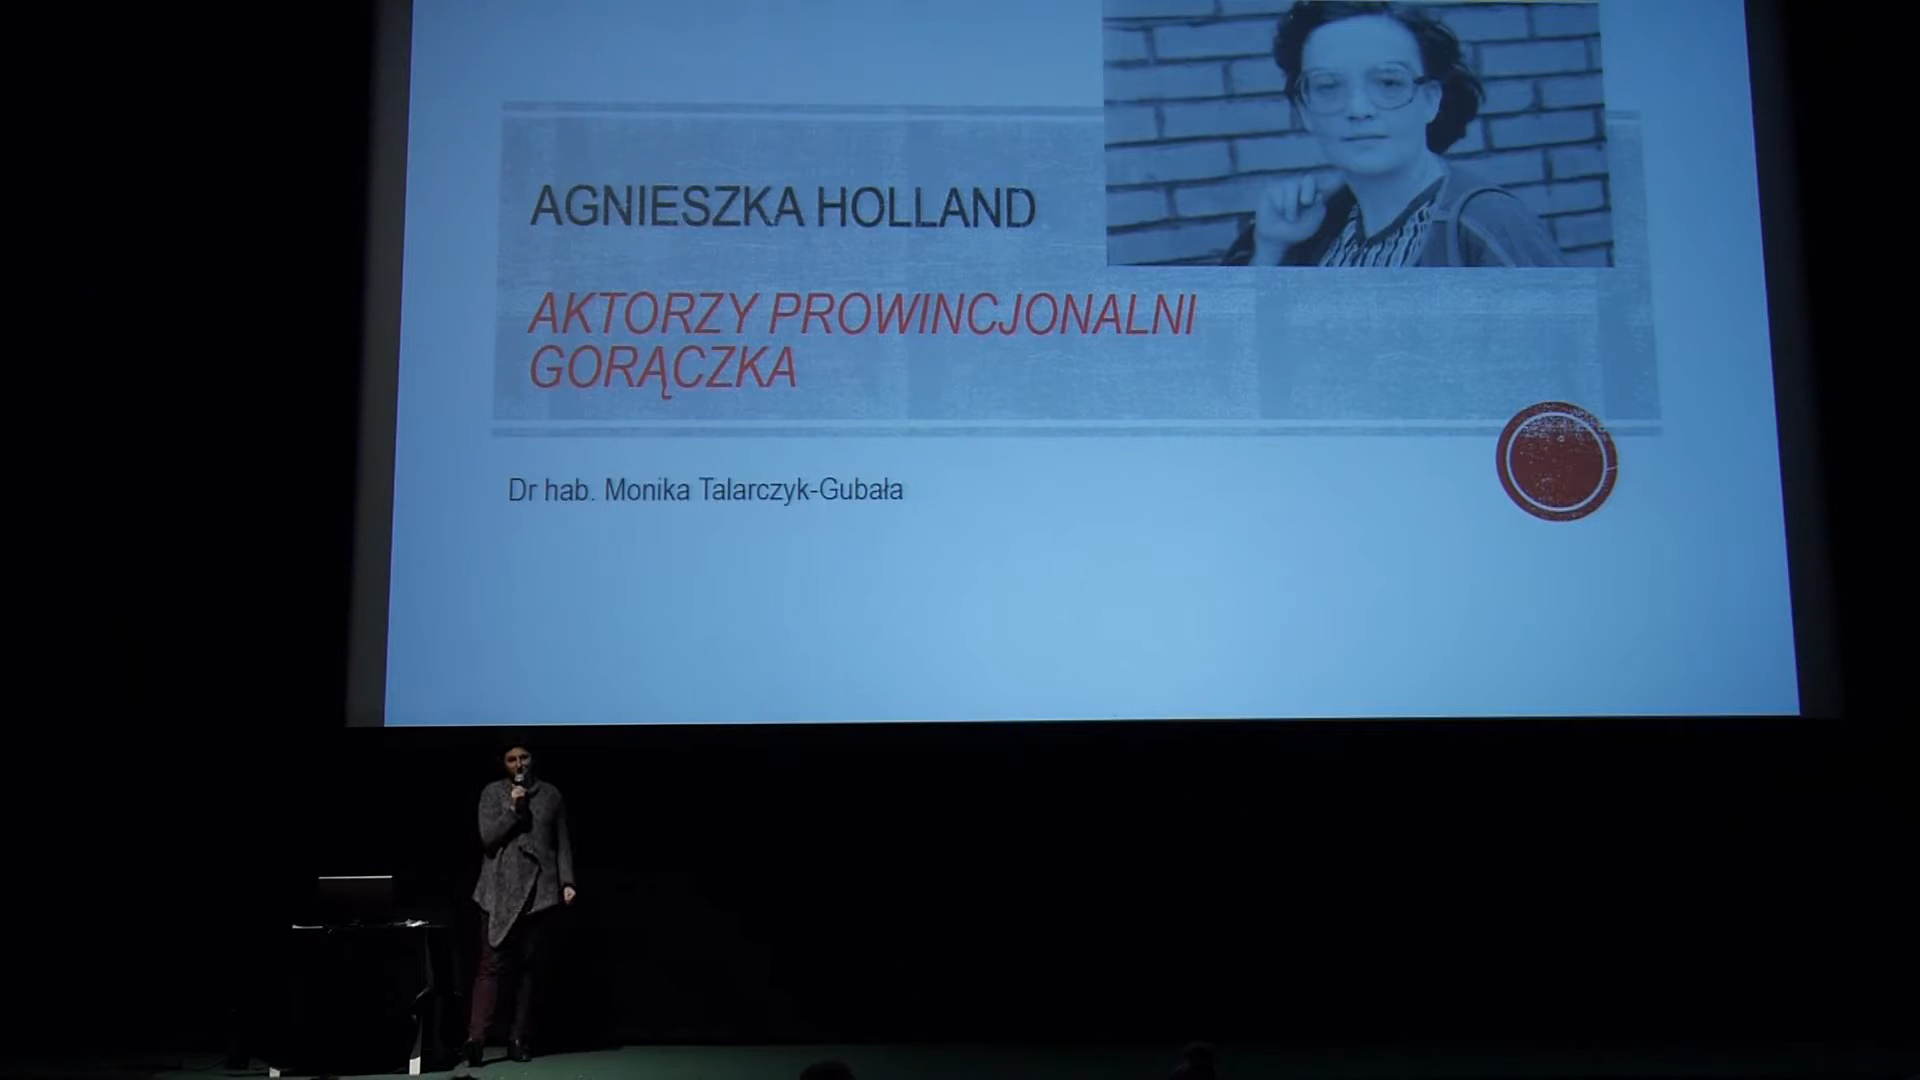 AGNIESZKA HOLLAND
AKTORZY PROWINCJONALNI
GORĄCZKA
Dr hab. Monika Talarczyk-Gubała